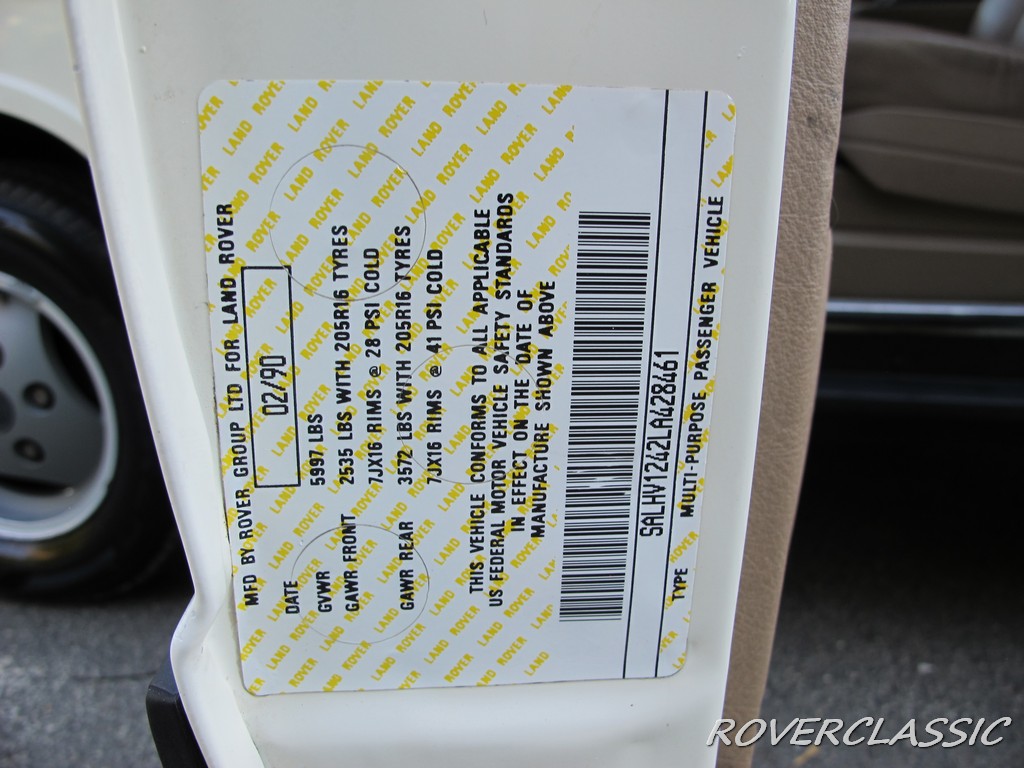 MFD BY ROVER GROUP LTD FOR LAND ROVER
DATE 02/90
GVWR 5997 LBS
GAWR FRONT 2535 LBS WITH 205R16 TYRES
7JX16 RIMS @ 28 PSI COLD
GAWR REAR 3572 LBS WITH 205R16 TYRES
7JX16 RIMS @ 41 PSI COLD
THIS VEHICLE CONFORMS TO ALL APPLICABLE
US FEDERAL MOTOR VEHICLE SAFETY STANDARDS
IN EFFECT ON THE DATE OF
MANUFACTURE SHOWN ABOVE
SALHV1242LA428461
TYPE MULTI-PURPOSE PASSENGER VEHICLE
LAND ROVER
ROVERCLASSIC